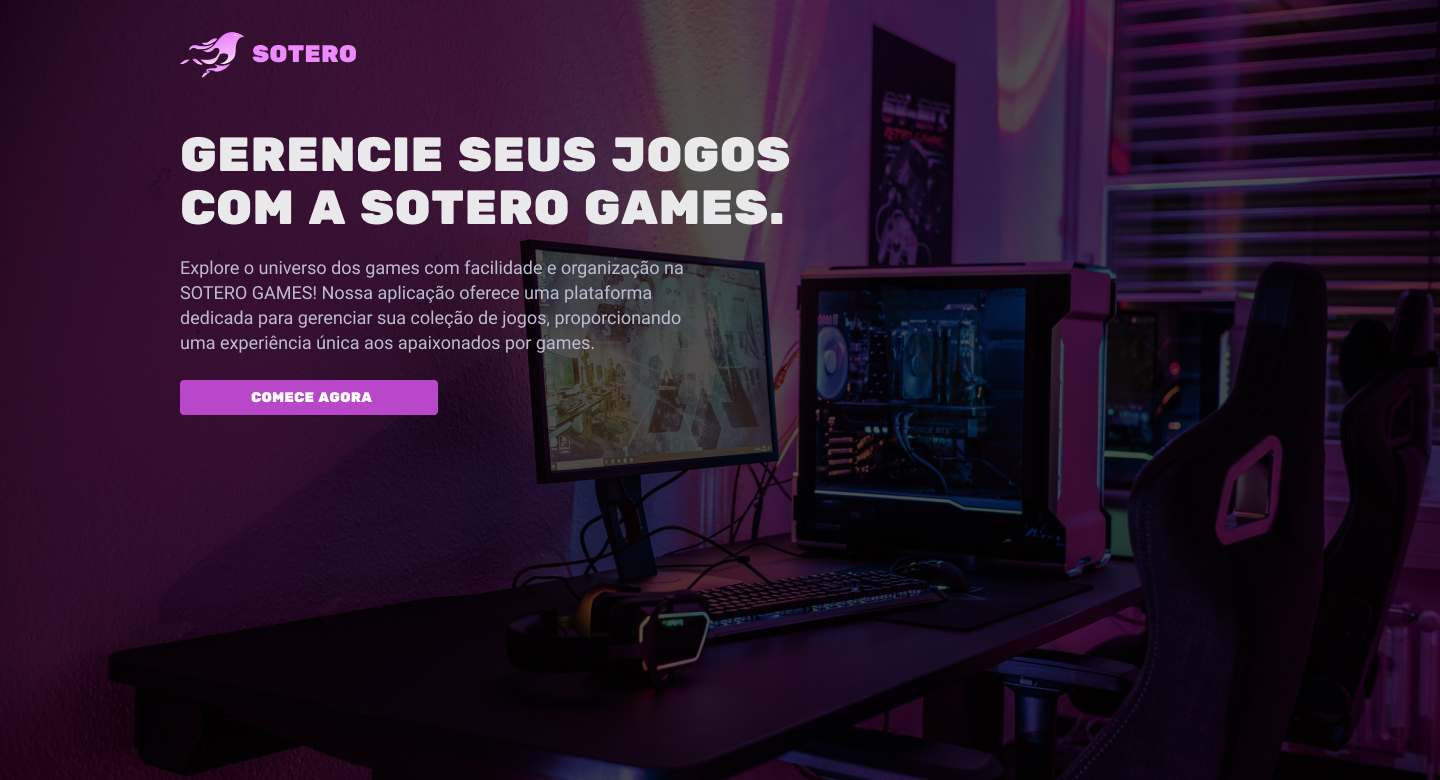 SOTERO
GERENCIE SEUS JOGOS
COM A SOTERO GAMES.
Explore o universo dos games com facilidade e organização na
SOTERO GAMES! Nossa aplicação oferece uma plataforma
dedicada para gerenciar sua coleção de jogos, proporcionando
uma experiência única aos apaixonados por games.
COMECE AGORA